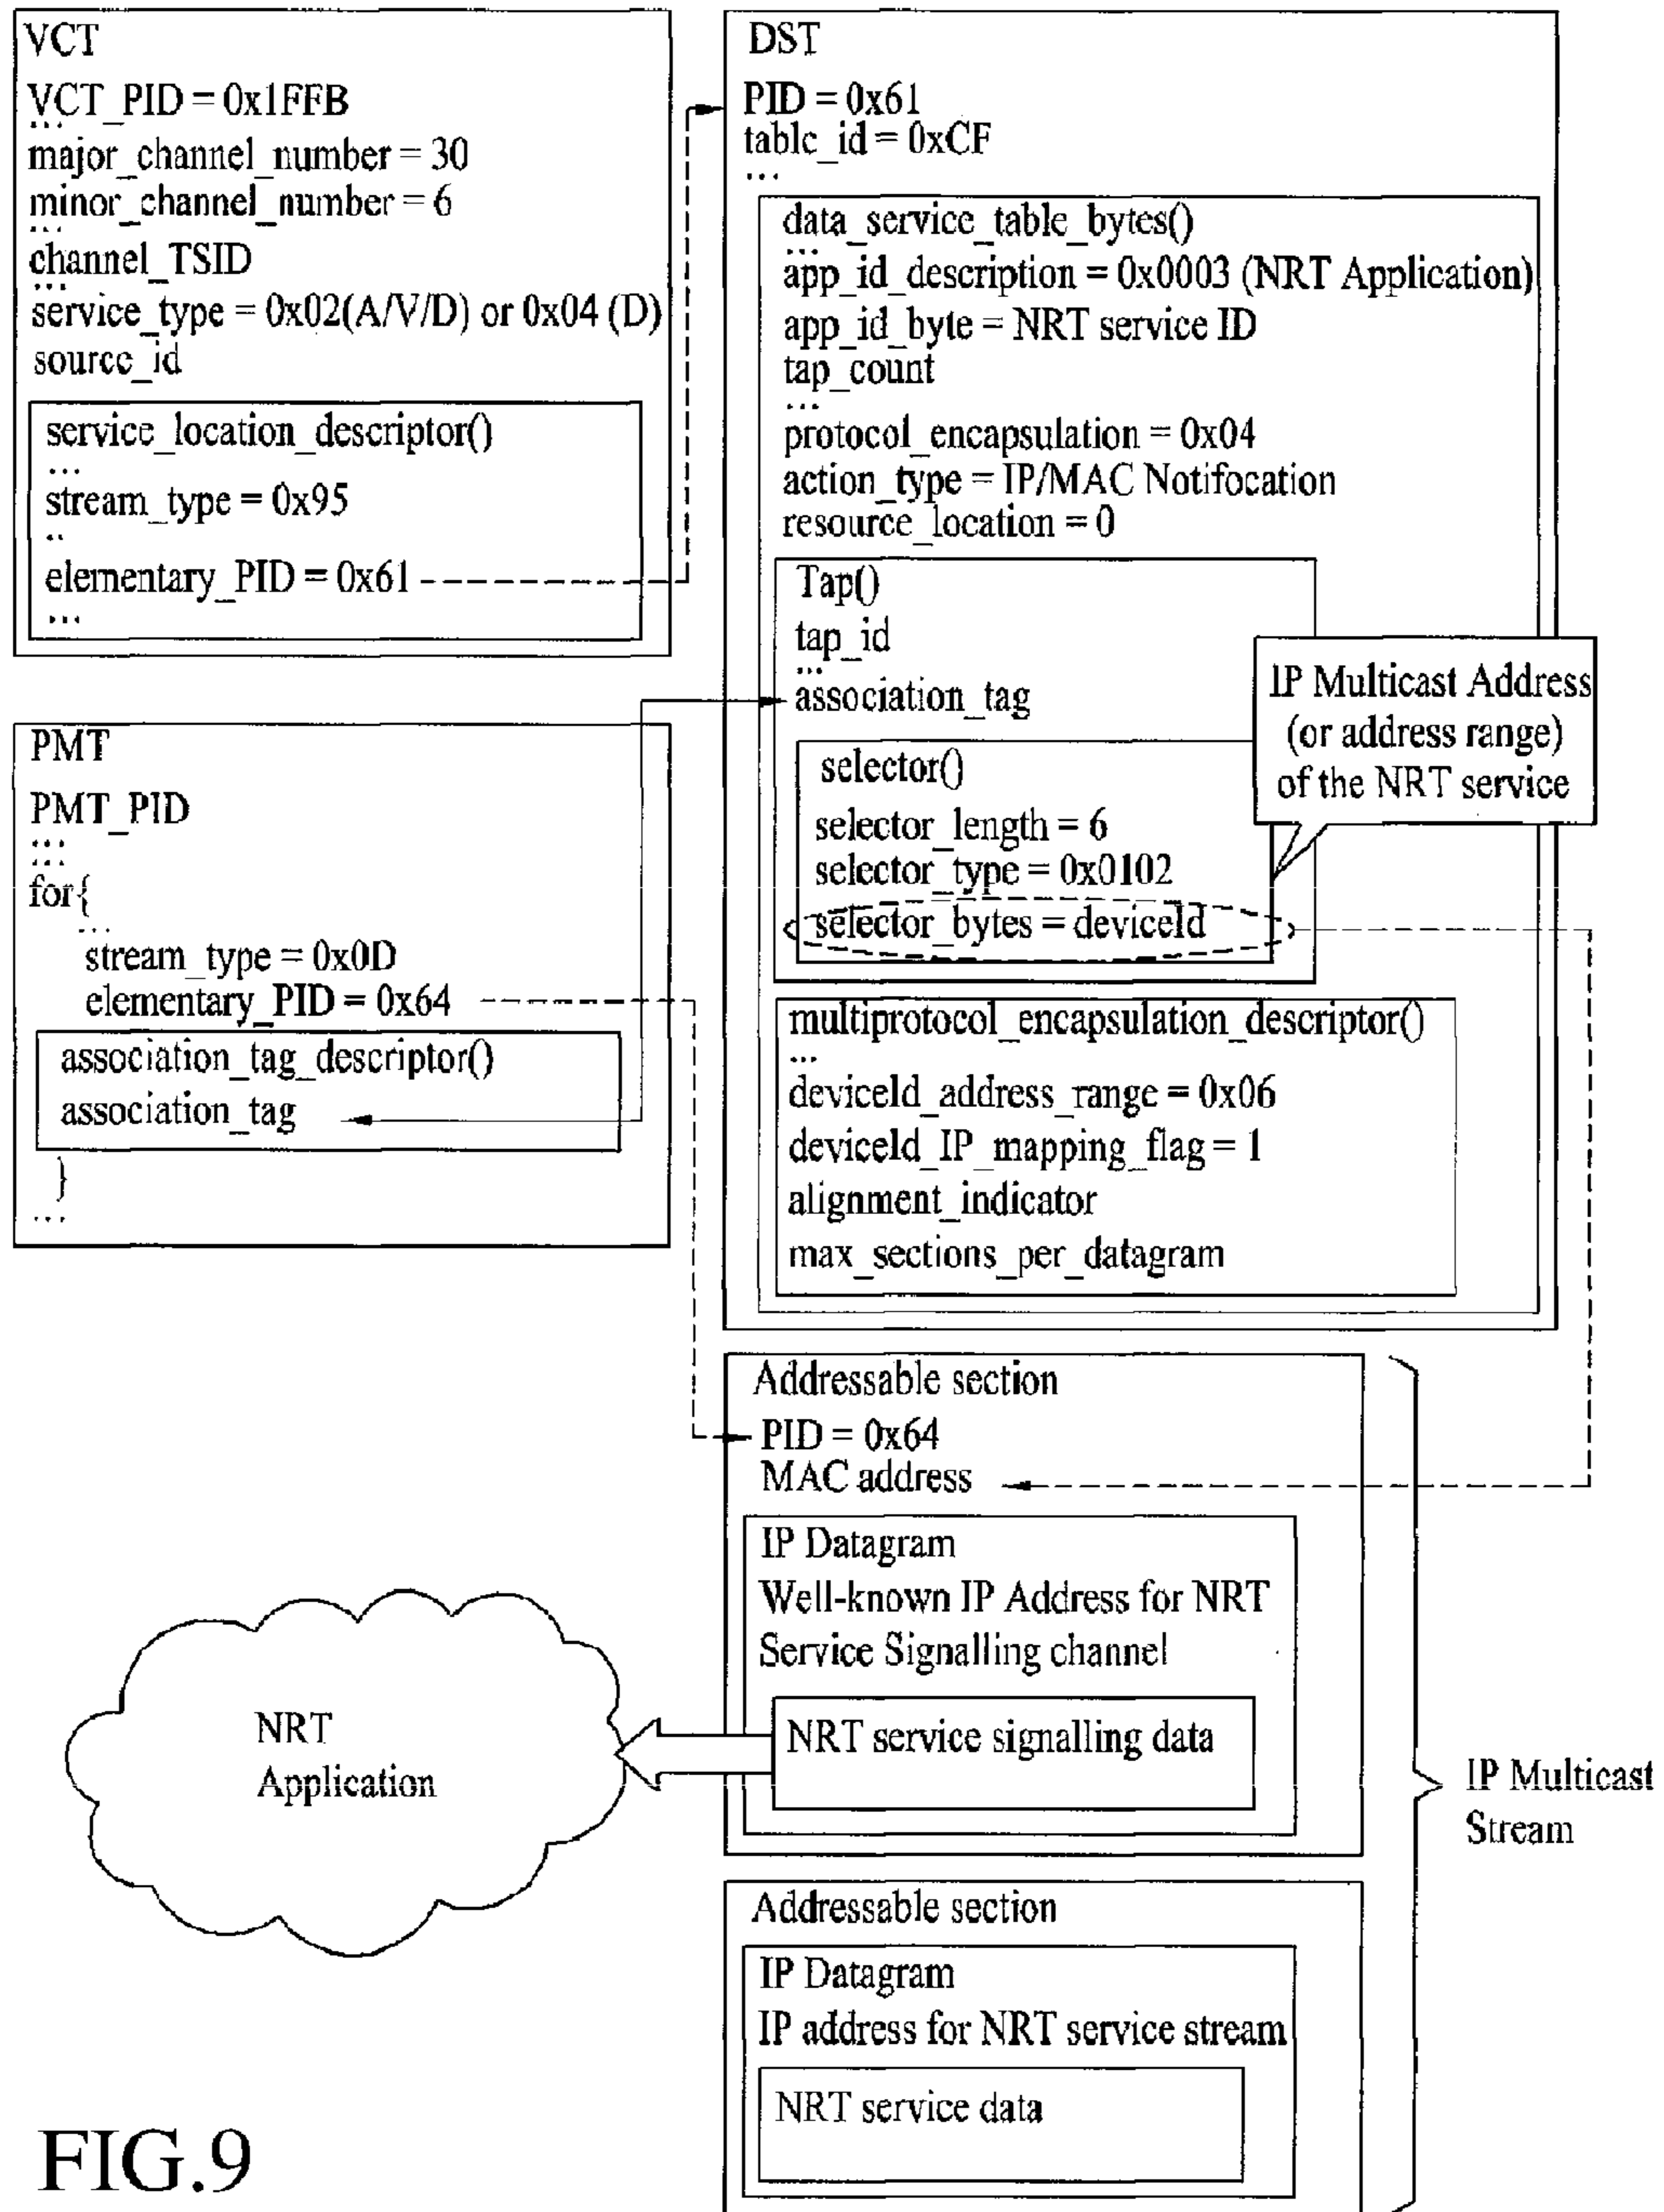 VCT
VCT_PID = 0x1FFB
...
major_channel_number = 30
minor_channel_number = 6
...
channel_TSID
...
service_type = 0x02(A/V/D) or 0x04 (D)
source_id
service_location_descriptor()
...
stream_type = 0x95
..
elementary_PID = 0x61
...
PMT
PMT_PID
...
...
for{
...
stream_type = 0x0D
elementary_PID = 0x64
association_tag_descriptor()
association_tag
}
...
DST
PID = 0x61
table_id = 0xCF
...
data_service_table_bytes()
...
app_id_description = 0x0003 (NRT Application)
app_id_byte = NRT service ID
tap_count
...
protocol_encapsulation = 0x04
action_type = IP/MAC Notifocation
resource_location = 0
Tap()
tap_id
...
association_tag
selector()
selector_length = 6
selector_type = 0x0102
selector_bytes = deviceId
IP Multicast Address
(or address range)
of the NRT service
multiprotocol_encapsulation_descriptor()
...
deviceId_address_range = 0x06
deviceId_IP_mapping_flag = 1
alignment_indicator
max_sections_per_datagram
Addressable section
PID = 0x64
MAC address
IP Datagram
Well-known IP Address for NRT
Service Signalling channel
NRT service signalling data
NRT
Application
IP Multicast
Stream
Addressable section
IP Datagram
IP address for NRT service stream
NRT service data
FIG.9